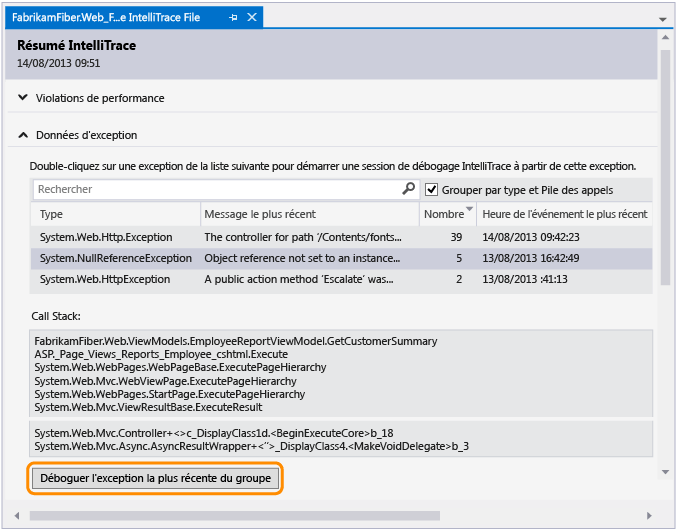 FabrikamFiber.Web_F...e IntelliTrace File
Résumé IntelliTrace
14/08/2013 09:51
Violations de performance
Données d'exception
Double-cliquez sur une exception de la liste suivante pour démarrer une session de débogage IntelliTrace à partir de cette exception.
Rechercher Grouper par type et Pile des appels
Type Message le plus récent Nombre Heure de l'événement le plus récent
System.Web.Http.Exception The controller for path '/Contents/fonts... 39 14/08/2013 09:42:23
System.NullReferenceException Object reference not set to an instance... 5 13/08/2013 16:42:49
System.Web.HttpException A public action method 'Escalate' was... 2 13/08/2013 :41:13
Call Stack:
FabrikamFiber.Web.ViewModels.EmployeeReportViewModel.GetCustomerSummary
ASP._Page_Views_Reports_Employee_cshtml.Execute
System.Web.WebPages.WebPageBase.ExecutePageHierarchy
System.Web.Mvc.WebViewPage.ExecutePageHierarchy
System.Web.WebPages.StartPage.ExecutePageHierarchy
System.Web.Mvc.ViewResultBase.ExecuteResult
System.Web.Mvc.Controller+<>c_DisplayClass1d.<BeginExecuteCore>b_18
System.Web.Mvc.Async.AsyncResultWrapper+<">_DisplayClass4.<MakeVoidDelegate>b_3
Déboguer l'exception la plus récente du groupe